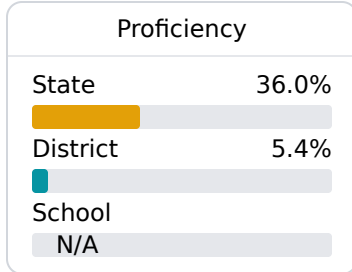 Proficiency
State 36.0%
District 5.4%
School
N/A